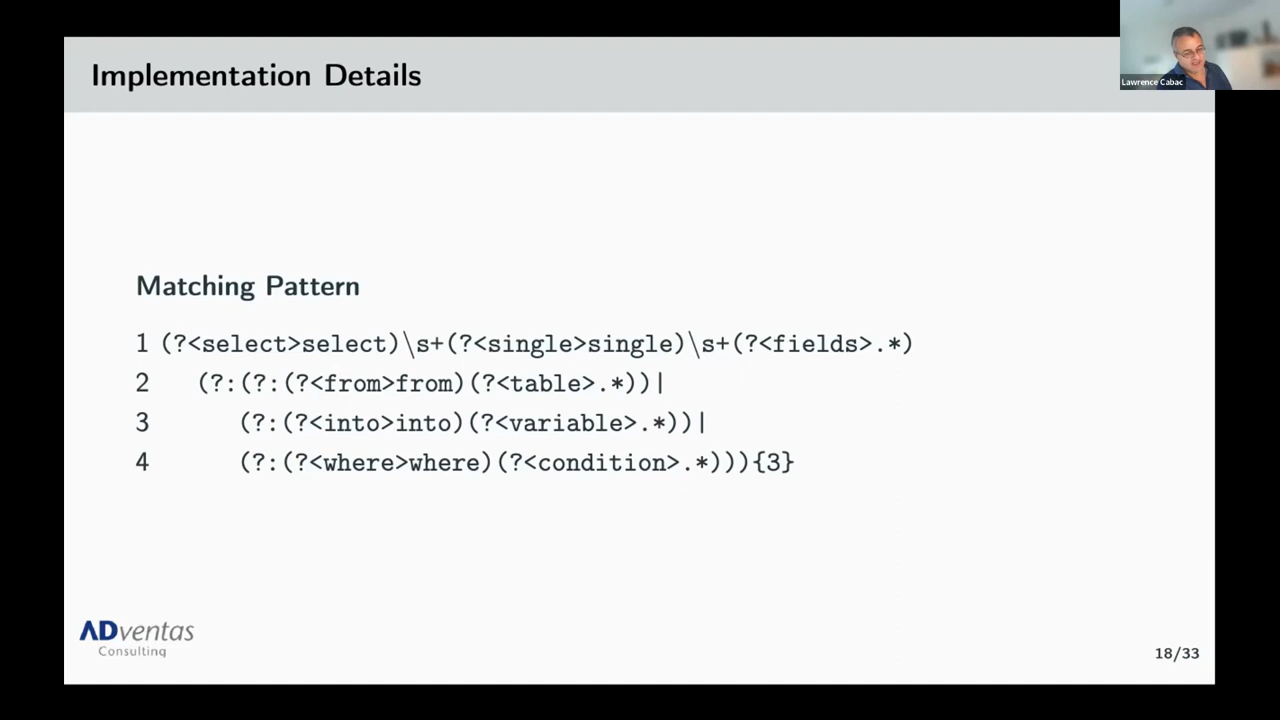 Implementation Details
Lawrence Cabac
Matching Pattern
1 (?<select>select)\s+(?<single>single)\s+(?<fields>.*)
2 (?:(?:(?<from>from)(?<table>.*))|
3 (?:(?<into>into)(?<variable>.*))|
4 (?:(?<where>where)(?<condition>.*))){3}
ADventas
Consulting
18/33